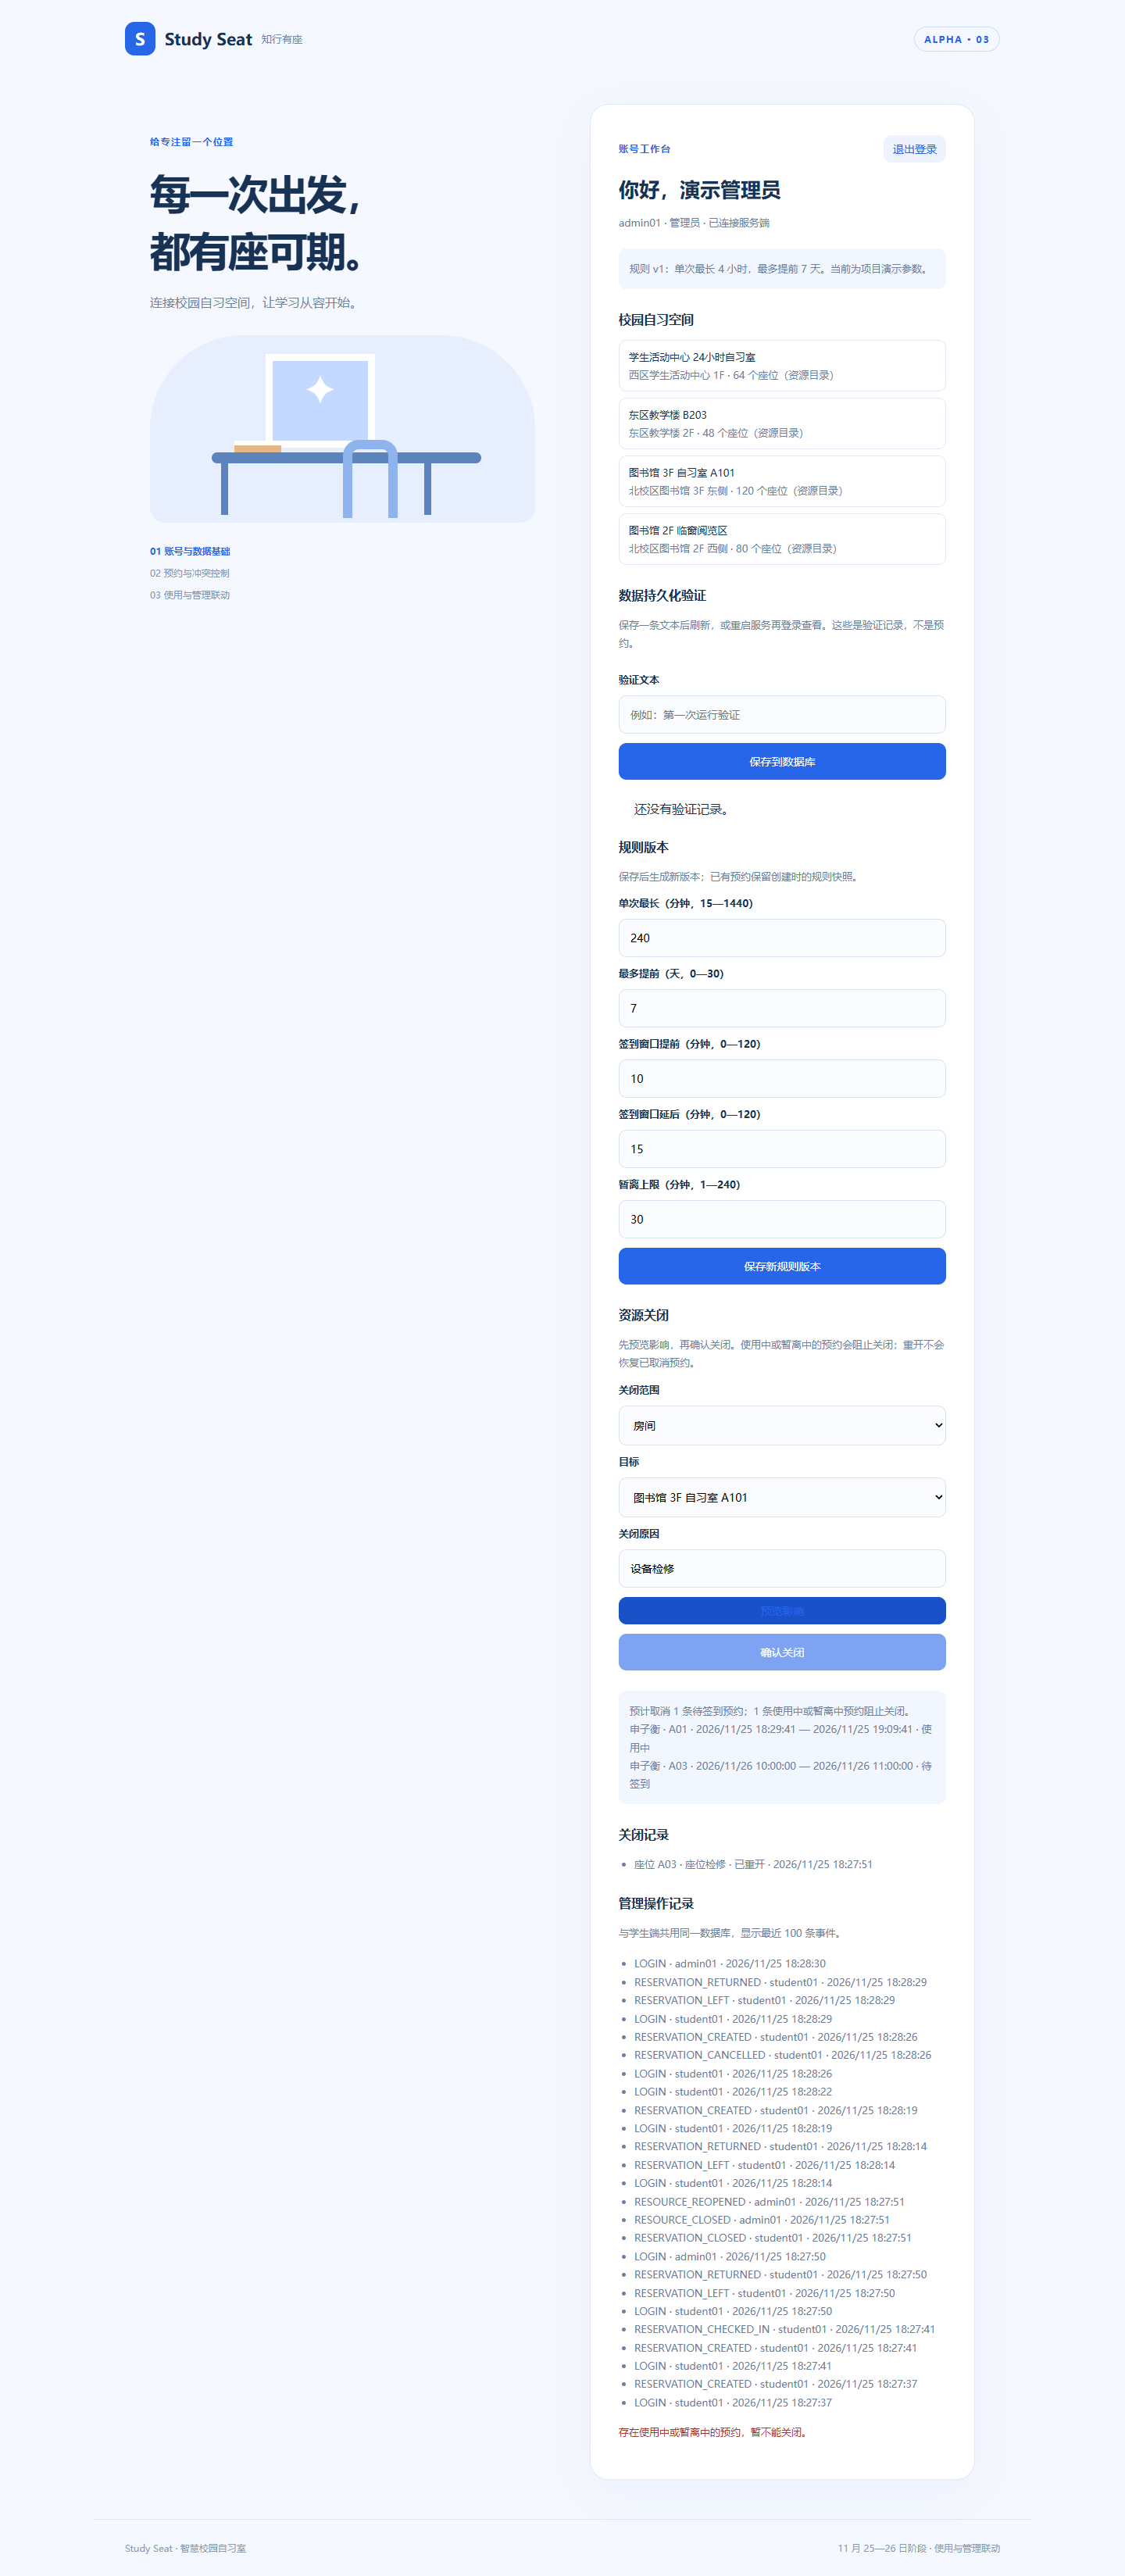 S Study Seat 知行有座
ALPHA • 03
给专注留一个位置
每一次出发，
都有座可期。
连接校园自习空间，让学习从容开始。
01 账号与数据基础
02 预约与冲突控制
03 使用与管理联动
账号工作台
退出登录
你好，演示管理员
admin01 · 管理员 · 已连接服务端
规则 v1：单次最长 4 小时，最多提前 7 天。当前为项目演示参数。
校园自习空间
学生活动中心 24小时自习室
西区学生活动中心 1F · 64 个座位（资源目录）
东区教学楼 B203
东区教学楼 2F · 48 个座位（资源目录）
图书馆 3F 自习室 A101
北校区图书馆 3F 东侧 · 120 个座位（资源目录）
图书馆 2F 临窗阅览区
北校区图书馆 2F 西侧 · 80 个座位（资源目录）
数据持久化验证
保存一条文本后刷新，或重启服务再登录查看。这些是验证记录，不是预
约。
验证文本
例如：第一次运行验证
保存到数据库
还没有验证记录。
规则版本
保存后生成新版本；已有预约保留创建时的规则快照。
单次最长（分钟，15—1440）
240
最多提前（天，0—30）
7
签到窗口提前（分钟，0—120）
10
签到窗口延后（分钟，0—120）
15
暂离上限（分钟，1—240）
30
保存新规则版本
资源关闭
先预览影响，再确认关闭。使用中或暂离中的预约会阻止关闭；重开不会
恢复已取消预约。
关闭范围
房间
目标
图书馆 3F 自习室 A101
关闭原因
设备检修
预览影响
确认关闭
预计取消 1 条待签到预约；1 条使用中或暂离中预约阻止关闭。
申子衡 · A01 · 2026/11/25 18:29:41 — 2026/11/25 19:09:41 · 使
用中
申子衡 · A03 · 2026/11/26 10:00:00 — 2026/11/26 11:00:00 · 待
签到
关闭记录
• 座位 A03 · 座位检修 · 已重开 · 2026/11/25 18:27:51
管理操作记录
与学生端共用同一数据库，显示最近 100 条事件。
• LOGIN · admin01 · 2026/11/25 18:28:30
• RESERVATION_RETURNED · student01 · 2026/11/25 18:28:29
• RESERVATION_LEFT · student01 · 2026/11/25 18:28:29
• LOGIN · student01 · 2026/11/25 18:28:29
• RESERVATION_CREATED · student01 · 2026/11/25 18:28:26
• RESERVATION_CANCELLED · student01 · 2026/11/25 18:28:26
• LOGIN · student01 · 2026/11/25 18:28:26
• LOGIN · student01 · 2026/11/25 18:28:22
• RESERVATION_CREATED · student01 · 2026/11/25 18:28:19
• LOGIN · student01 · 2026/11/25 18:28:19
• RESERVATION_RETURNED · student01 · 2026/11/25 18:28:14
• RESERVATION_LEFT · student01 · 2026/11/25 18:28:14
• LOGIN · student01 · 2026/11/25 18:28:14
• RESOURCE_REOPENED · admin01 · 2026/11/25 18:27:51
• RESOURCE_CLOSED · admin01 · 2026/11/25 18:27:51
• RESERVATION_CLOSED · student01 · 2026/11/25 18:27:51
• LOGIN · admin01 · 2026/11/25 18:27:50
• RESERVATION_RETURNED · student01 · 2026/11/25 18:27:50
• RESERVATION_LEFT · student01 · 2026/11/25 18:27:50
• LOGIN · student01 · 2026/11/25 18:27:50
• RESERVATION_CHECKED_IN · student01 · 2026/11/25 18:27:41
• RESERVATION_CREATED · student01 · 2026/11/25 18:27:41
• LOGIN · student01 · 2026/11/25 18:27:41
• RESERVATION_CREATED · student01 · 2026/11/25 18:27:37
• LOGIN · student01 · 2026/11/25 18:27:37
存在使用中或暂离中的预约，暂不能关闭。
Study Seat · 智慧校园自习室
11 月 25—26 日阶段 · 使用与管理联动